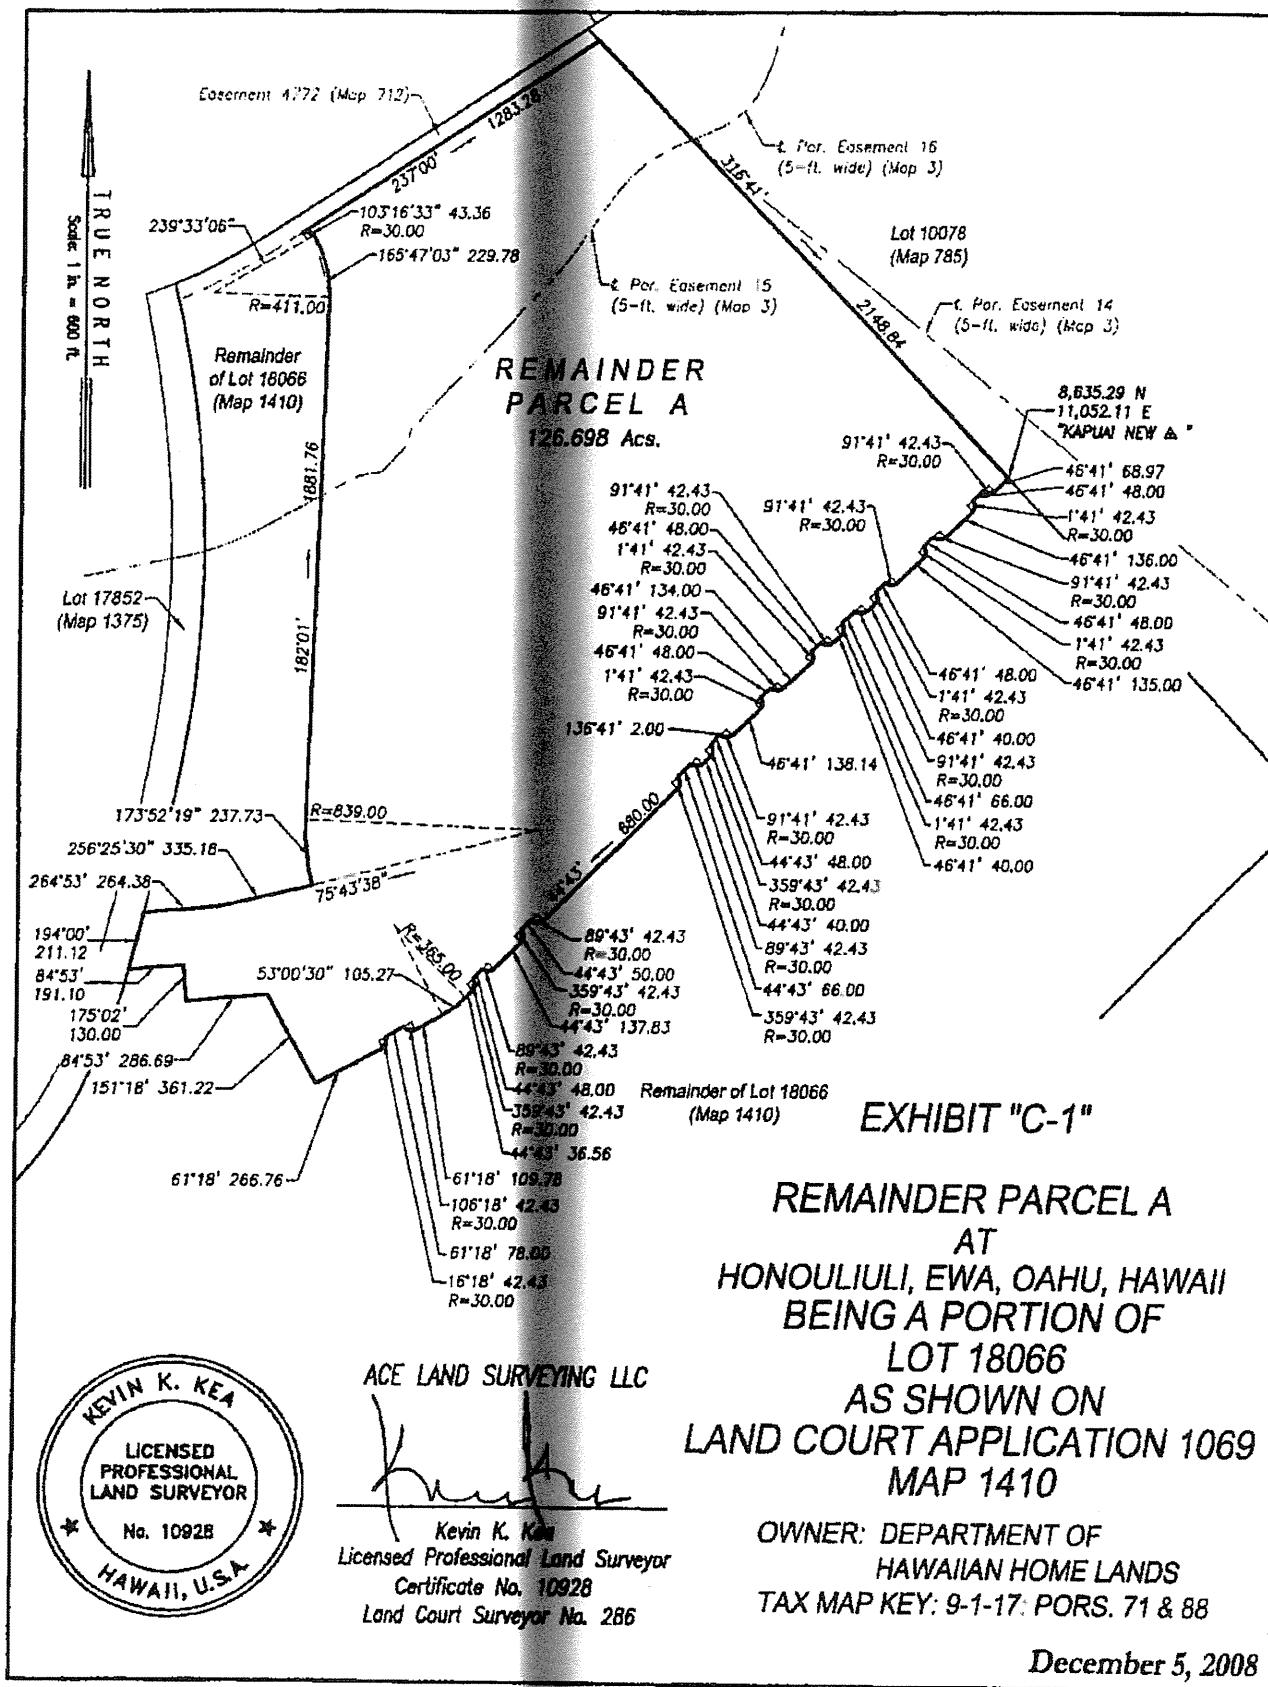 Easement 4272 (Map 712)
1283.28
237°00'
TRUE NORTH
Scale: 1 in. = 600 ft.
239°33'06"
103°16'33" 43.36
R=30.00
165°47'03" 229.78
R=411.00
℄ Por. Easement 16
(5-ft. wide) (Map 3)
316°41'
Lot 10078
(Map 785)
℄ Por. Easement 15
(5-ft. wide) (Map 3)
℄ Por. Easement 14
(5-ft. wide) (Map 3)
2148.84
Remainder
of Lot 18066
(Map 1410)
REMAINDER
PARCEL A
126.698 Acs.
8,635.29 N
11,052.11 E
"KAPUAI NEW"
1881.76
182°01'
Lot 17852
(Map 1375)
91°41' 42.43
R=30.00
46°41' 68.97
46°41' 48.00
1°41' 42.43
R=30.00
46°41' 136.00
91°41' 42.43
R=30.00
46°41' 48.00
1°41' 42.43
R=30.00
46°41' 135.00
91°41' 42.43
R=30.00
91°41' 42.43
R=30.00
46°41' 48.00
1°41' 42.43
R=30.00
46°41' 134.00
91°41' 42.43
R=30.00
46°41' 48.00
1°41' 42.43
R=30.00
136°41' 2.00
46°41' 48.00
1°41' 42.43
R=30.00
46°41' 40.00
91°41' 42.43
R=30.00
46°41' 66.00
1°41' 42.43
R=30.00
46°41' 40.00
46°41' 138.14
91°41' 42.43
R=30.00
44°43' 48.00
359°43' 42.43
R=30.00
44°43' 40.00
89°43' 42.43
R=30.00
44°43' 66.00
359°43' 42.43
R=30.00
680.00
44°43'
173°52'19" 237.73
R=839.00
256°25'30" 335.18
264°53' 264.38
75°43'38"
194°00'
211.12
84°53'
191.10
175°02'
130.00
84°53' 286.69
151°18' 361.22
61°18' 266.76
R=365.00
53°00'30" 105.27
89°43' 42.43
R=30.00
44°43' 50.00
359°43' 42.43
R=30.00
44°43' 137.83
89°43' 42.43
R=30.00
44°43' 48.00
359°43' 42.43
R=30.00
44°43' 36.56
61°18' 109.78
106°18' 42.43
R=30.00
61°18' 78.00
16°18' 42.43
R=30.00
Remainder of Lot 18066
(Map 1410)
EXHIBIT "C-1"
REMAINDER PARCEL A
AT
HONOULIULI, EWA, OAHU, HAWAII
BEING A PORTION OF
LOT 18066
AS SHOWN ON
LAND COURT APPLICATION 1069
MAP 1410
OWNER: DEPARTMENT OF
HAWAIIAN HOME LANDS
TAX MAP KEY: 9-1-17: PORS. 71 & 88
December 5, 2008
KEVIN K. KEA
LICENSED
PROFESSIONAL
LAND SURVEYOR
No. 10928
HAWAII, U.S.A.
ACE LAND SURVEYING LLC
Kevin K. Kea
Licensed Professional Land Surveyor
Certificate No. 10928
Land Court Surveyor No. 286